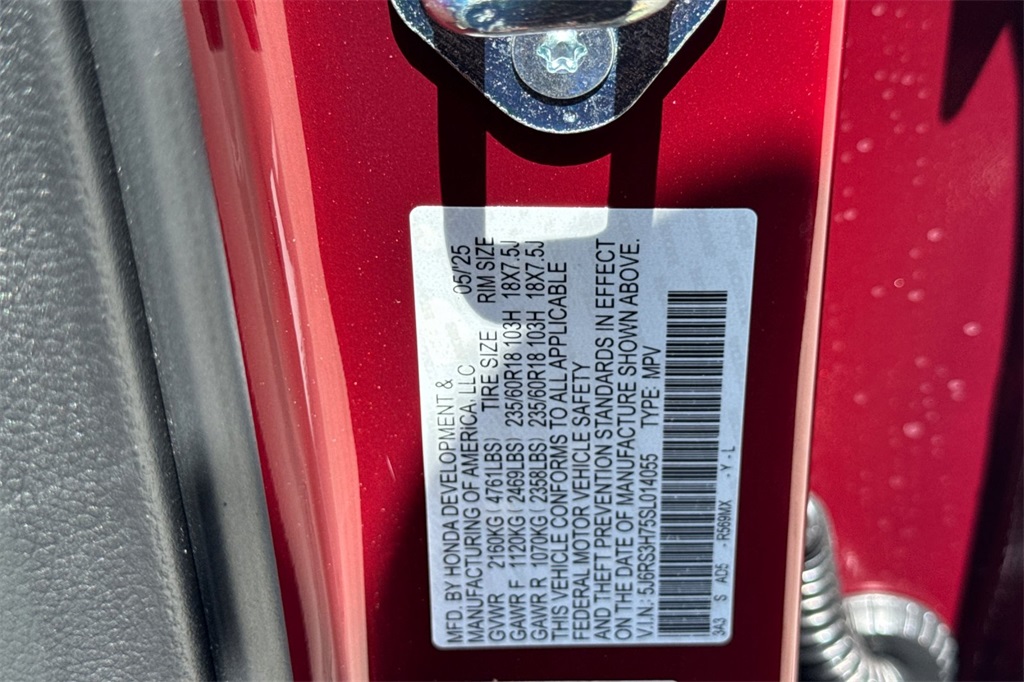 MFD. BY HONDA DEVELOPMENT &
MANUFACTURING OF AMERICA, LLC 05/25
GVWR 2160KG (4761LBS) TIRE SIZE RIM SIZE
GAWR F 1120KG (2469LBS) 235/60R18 103H 18X7.5J
GAWR R 1070KG (2358LBS) 235/60R18 103H 18X7.5J
THIS VEHICLE CONFORMS TO ALL APPLICABLE
FEDERAL MOTOR VEHICLE SAFETY
AND THEFT PREVENTION STANDARDS IN EFFECT
ON THE DATE OF MANUFACTURE SHOWN ABOVE.
V.I.N.: 5J6RS3H75SL014055 TYPE: MPV
3A3 S AD5 -R569MX -Y-L